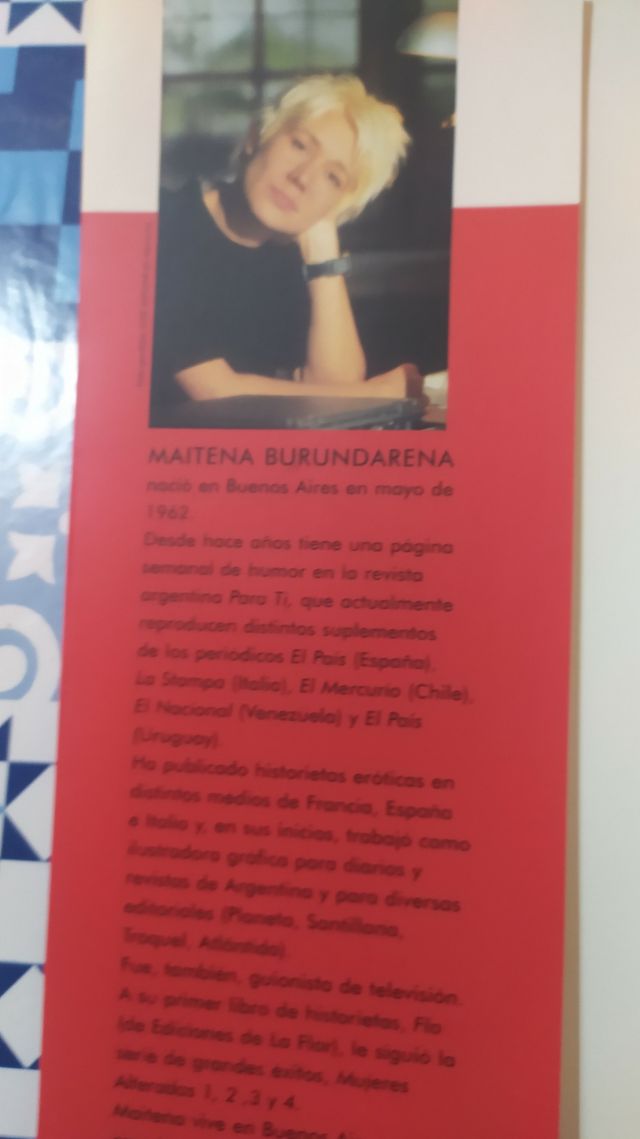 MAITENA BURUNDARENA
nació en Buenos Aires en mayo de
1962.
Desde hace años tiene una página
semanal de humor en la revista
argentina Para Ti, que actualmente
reproducen distintos suplementos
de los periodicos El País (España),
La Stampa (Italia), El Mercurio (Chile),
El Nacional (Venezuela) y El País
(Uruguay).
Ha publicado historietas eróticas en
distintos medios de Francia, España
e Italia y, en sus inicios, trabajó como
ilustradora gráfica para diarios y
revistas de Argentina y para diversas
editoriales (Planeta, Santillana,
Troquel, Atlántida).
Fue, también, guionista de televisión.
A su primer libro de historietas, Flo
(de Ediciones de La Flor), le siguió la
serie de grandes éxitos, Mujeres
Alteradas 1, 2 ,3 y 4.
Maitena vive en Buenos